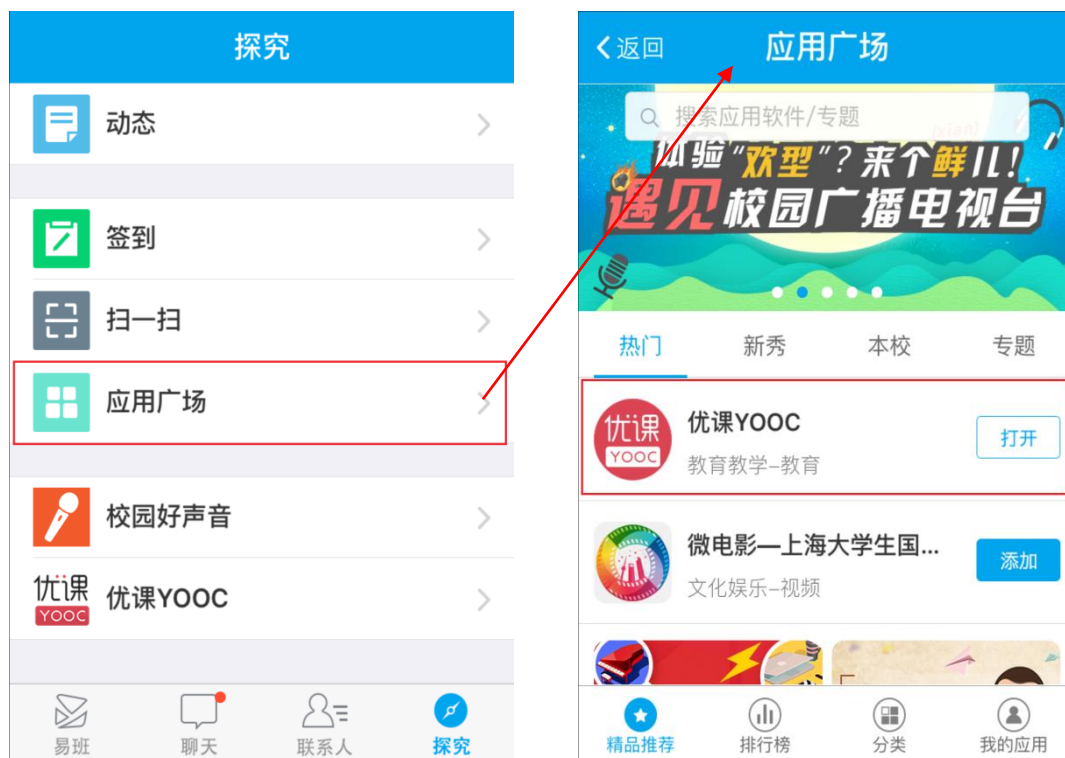 探究
动态
签到
扫一扫
应用广场
校园好声音
优课
YOOC
优课YOOC
易班
聊天
联系人
探究
返回
应用广场
搜索应用软件/专题
(xian)
体验“欢型”?来个鲜儿!
遇见校园广播电视台
热门
新秀
本校
专题
优课
YOOC
优课YOOC
教育教学–教育
打开
微电影—上海大学生国...
文化娱乐–视频
添加
精品推荐
排行榜
分类
我的应用